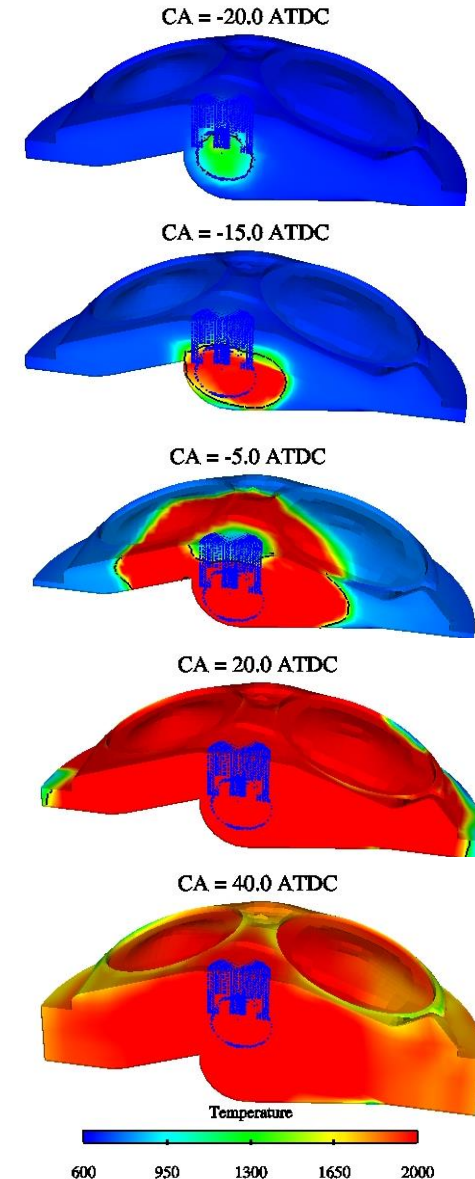 CA = -20.0 ATDC
CA = -15.0 ATDC
CA = -5.0 ATDC
CA = 20.0 ATDC
CA = 40.0 ATDC
Temperature
600 950 1300 1650 2000